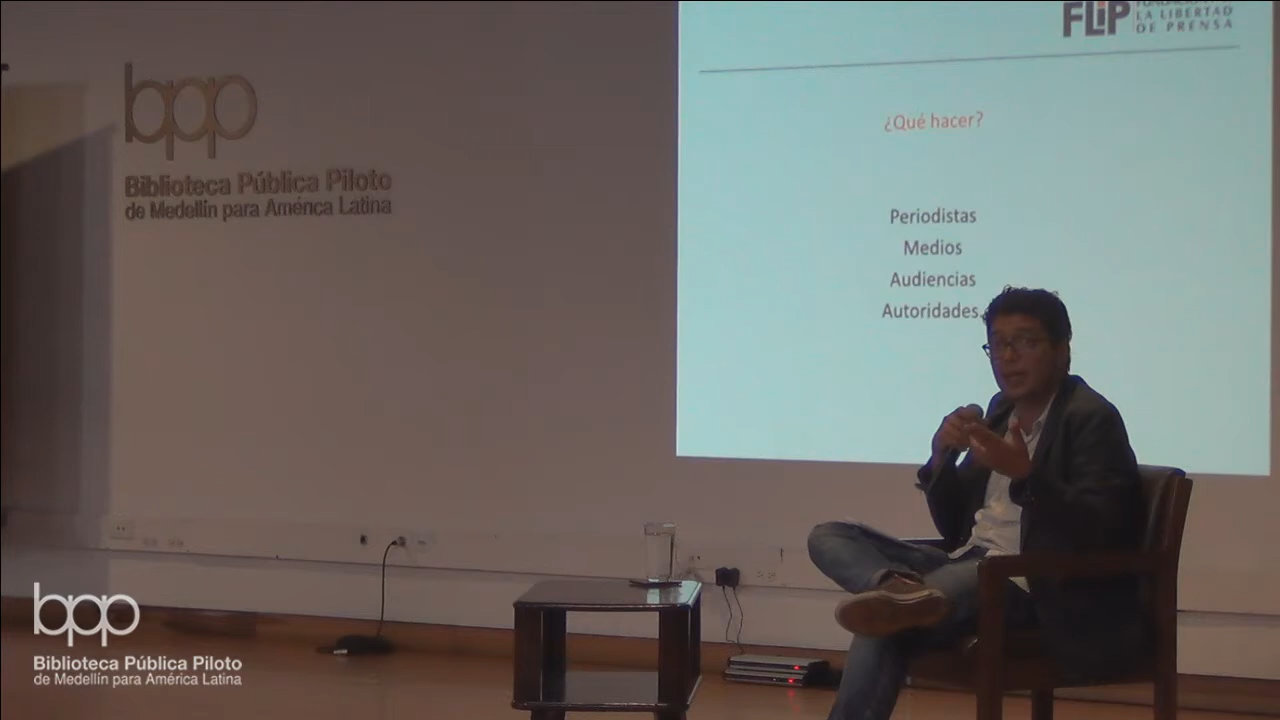 bpp
Biblioteca Pública Piloto
de Medellín para América Latina
FLiP
LA LIBERTAD
DE PRENSA
¿Qué hacer?
Periodistas
Medios
Audiencias
Autoridades
bpp
Biblioteca Pública Piloto
de Medellín para América Latina